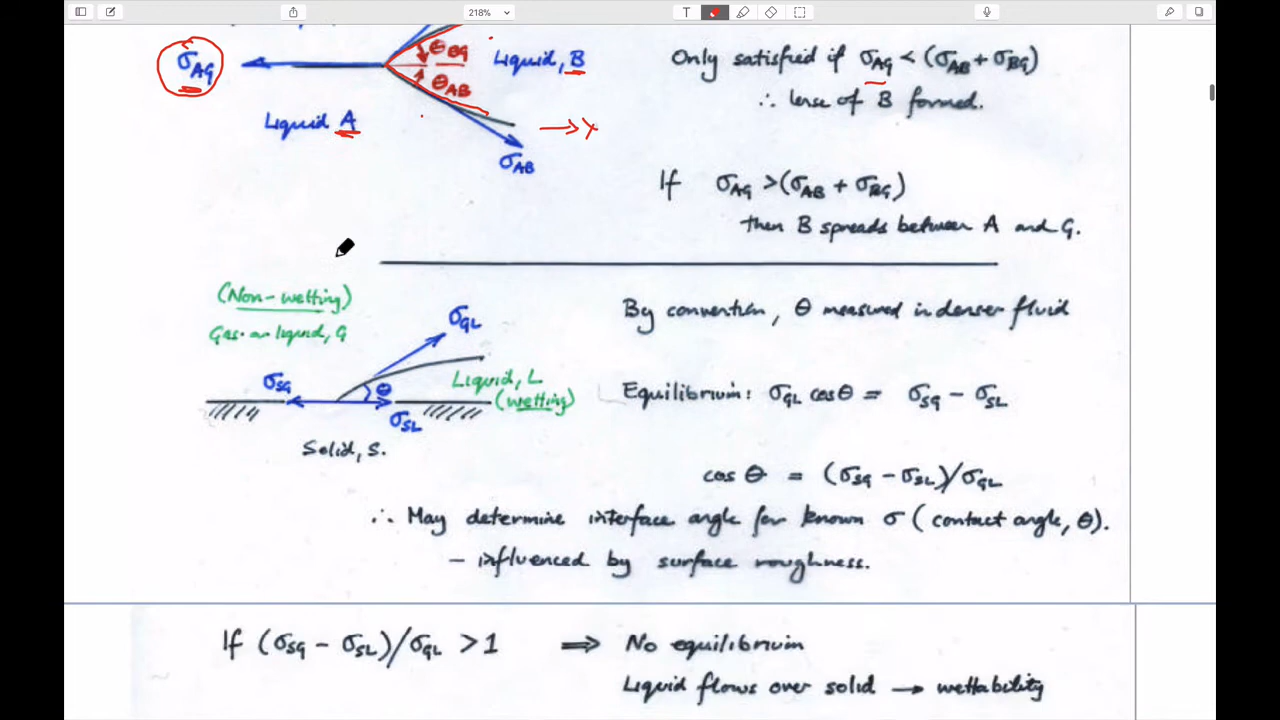 218%
σAG
θBG
Liquid, B
θAB
Liquid A
→ X
σAB
Only satisfied if σAG < (σAB + σBG)
∴ lense of B formed.
If σAG > (σAB + σBG)
then B spreads between A and G.
(Non-wetting)
Gas or liquid, G
σGL
σSG
θ
Liquid, L
(wetting)
σSL
Solid, S.
By convention, θ measured in denser fluid
Equilibrium: σGL cosθ = σSG - σSL
cos θ = (σSG - σSL)/σGL
∴ May determine interface angle for known σ (contact angle, θ).
- influenced by surface roughness.
If (σSG - σSL)/σGL > 1 ⇒ No equilibrium
Liquid flows over solid → wettability